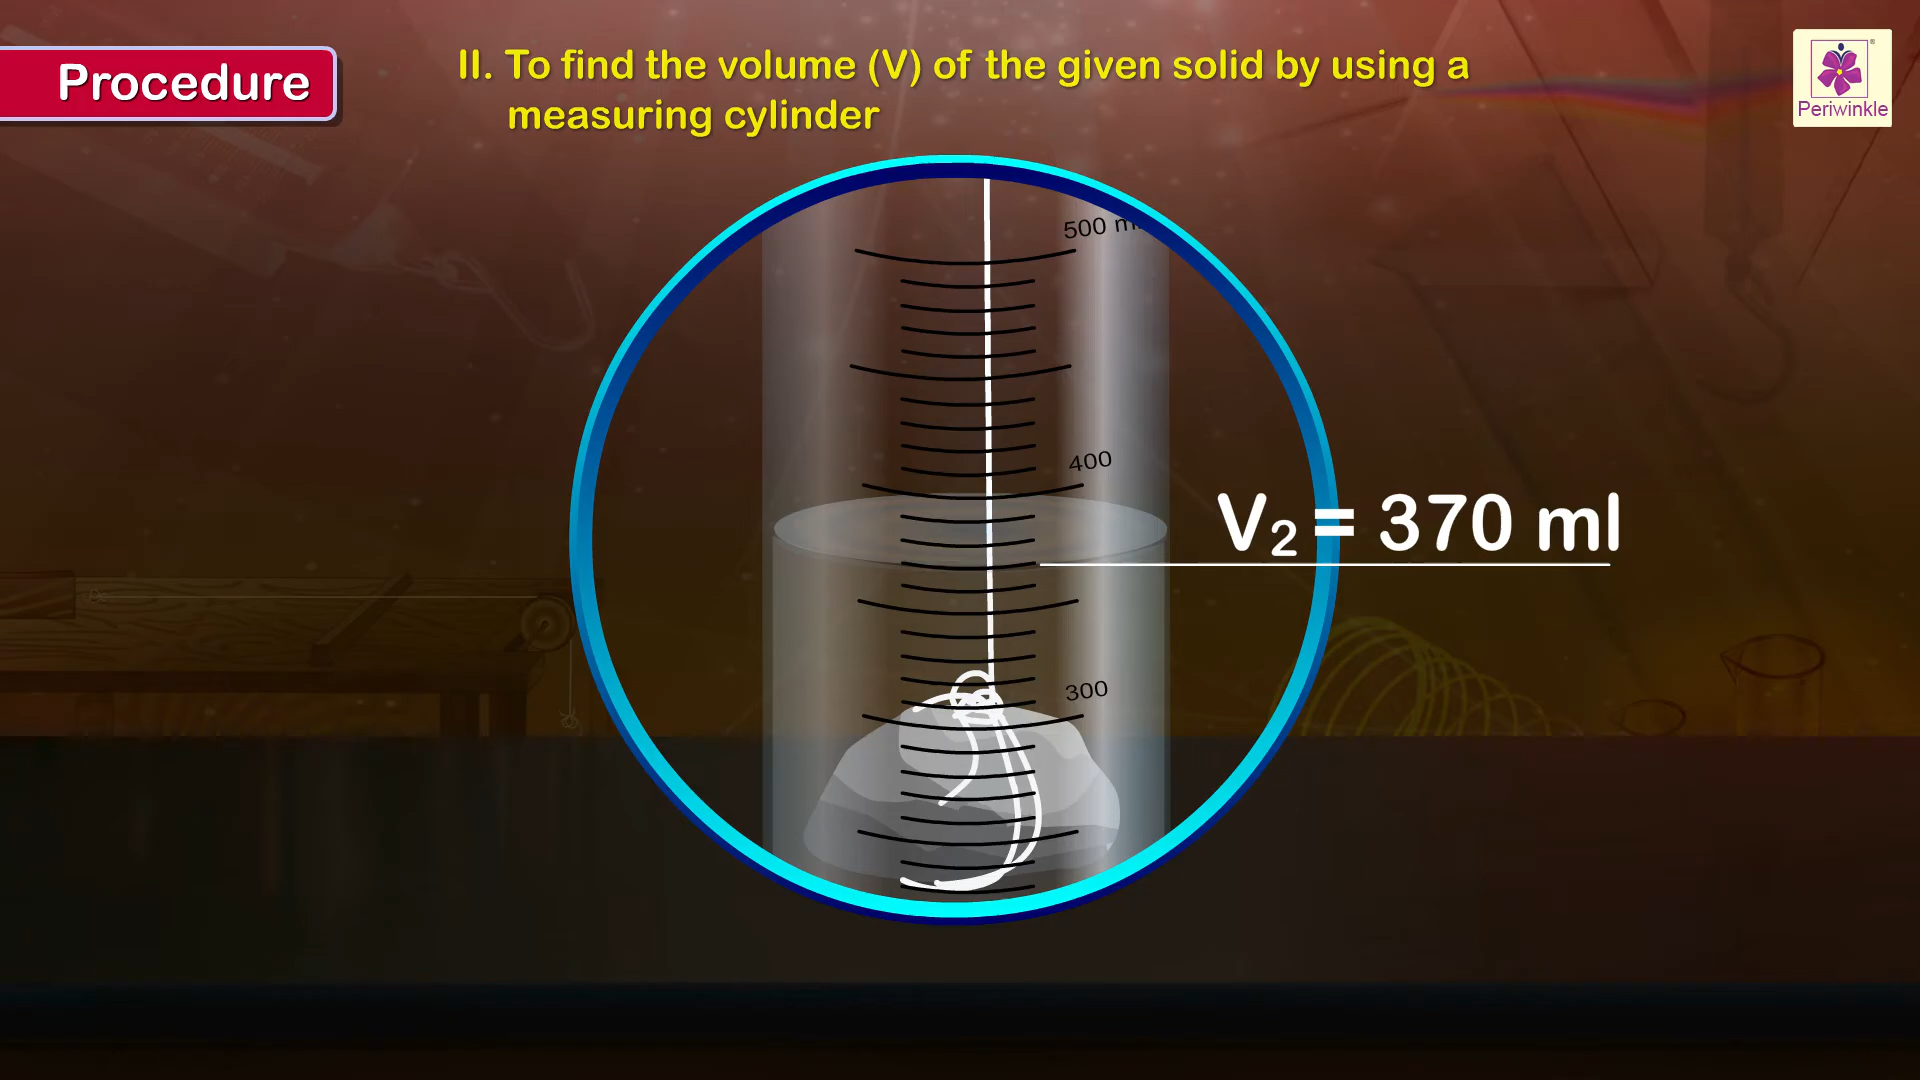 Procedure
II. To find the volume (V) of the given solid by using a
measuring cylinder
Periwinkle
500 m
400
V₂ = 370 ml
300